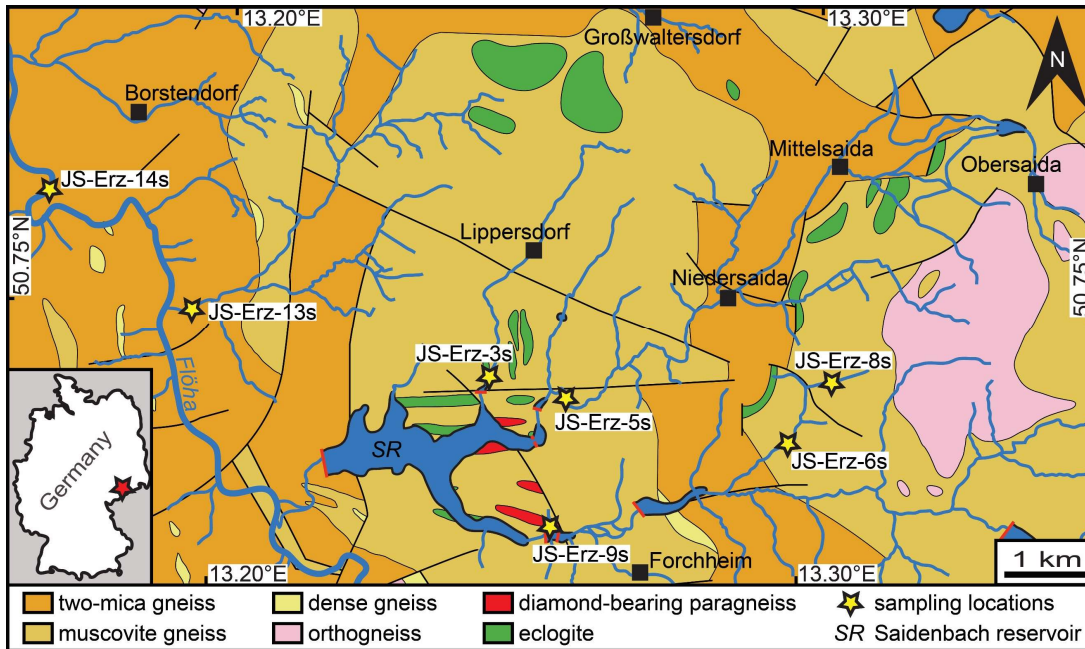 13.20°E
13.30°E
Großwaltersdorf
N
Borstendorf
Mittelsaida
Obersaida
JS-Erz-14s
Lippersdorf
50.75°N
50.75°N
Niedersaida
JS-Erz-13s
JS-Erz-3s
JS-Erz-8s
Flöha
JS-Erz-5s
SR
JS-Erz-6s
Germany
JS-Erz-9s
Forchheim
1 km
13.20°E
13.30°E
two-mica gneiss
dense gneiss
diamond-bearing paragneiss
sampling locations
muscovite gneiss
orthogneiss
eclogite
SR Saidenbach reservoir